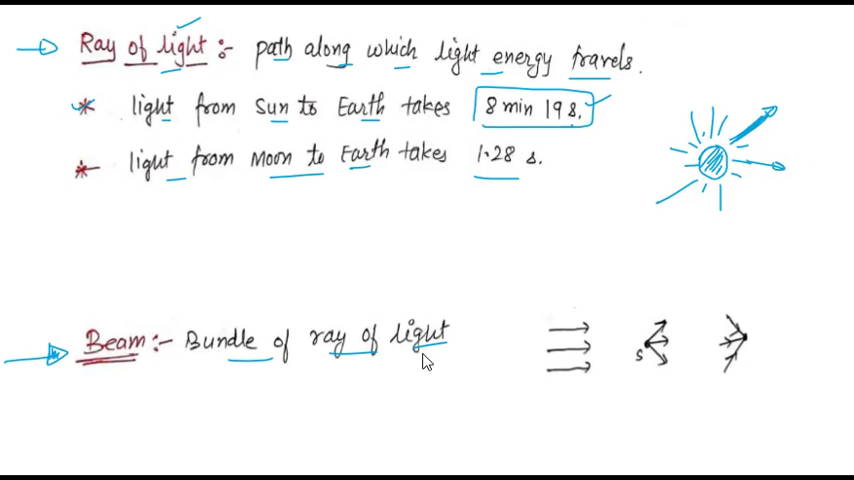 Ray of light :- path along which light energy travels.
* light from Sun to Earth takes 8 min 19 s.
* light from Moon to Earth takes 1.28 s.
Beam :- Bundle of ray of light
S